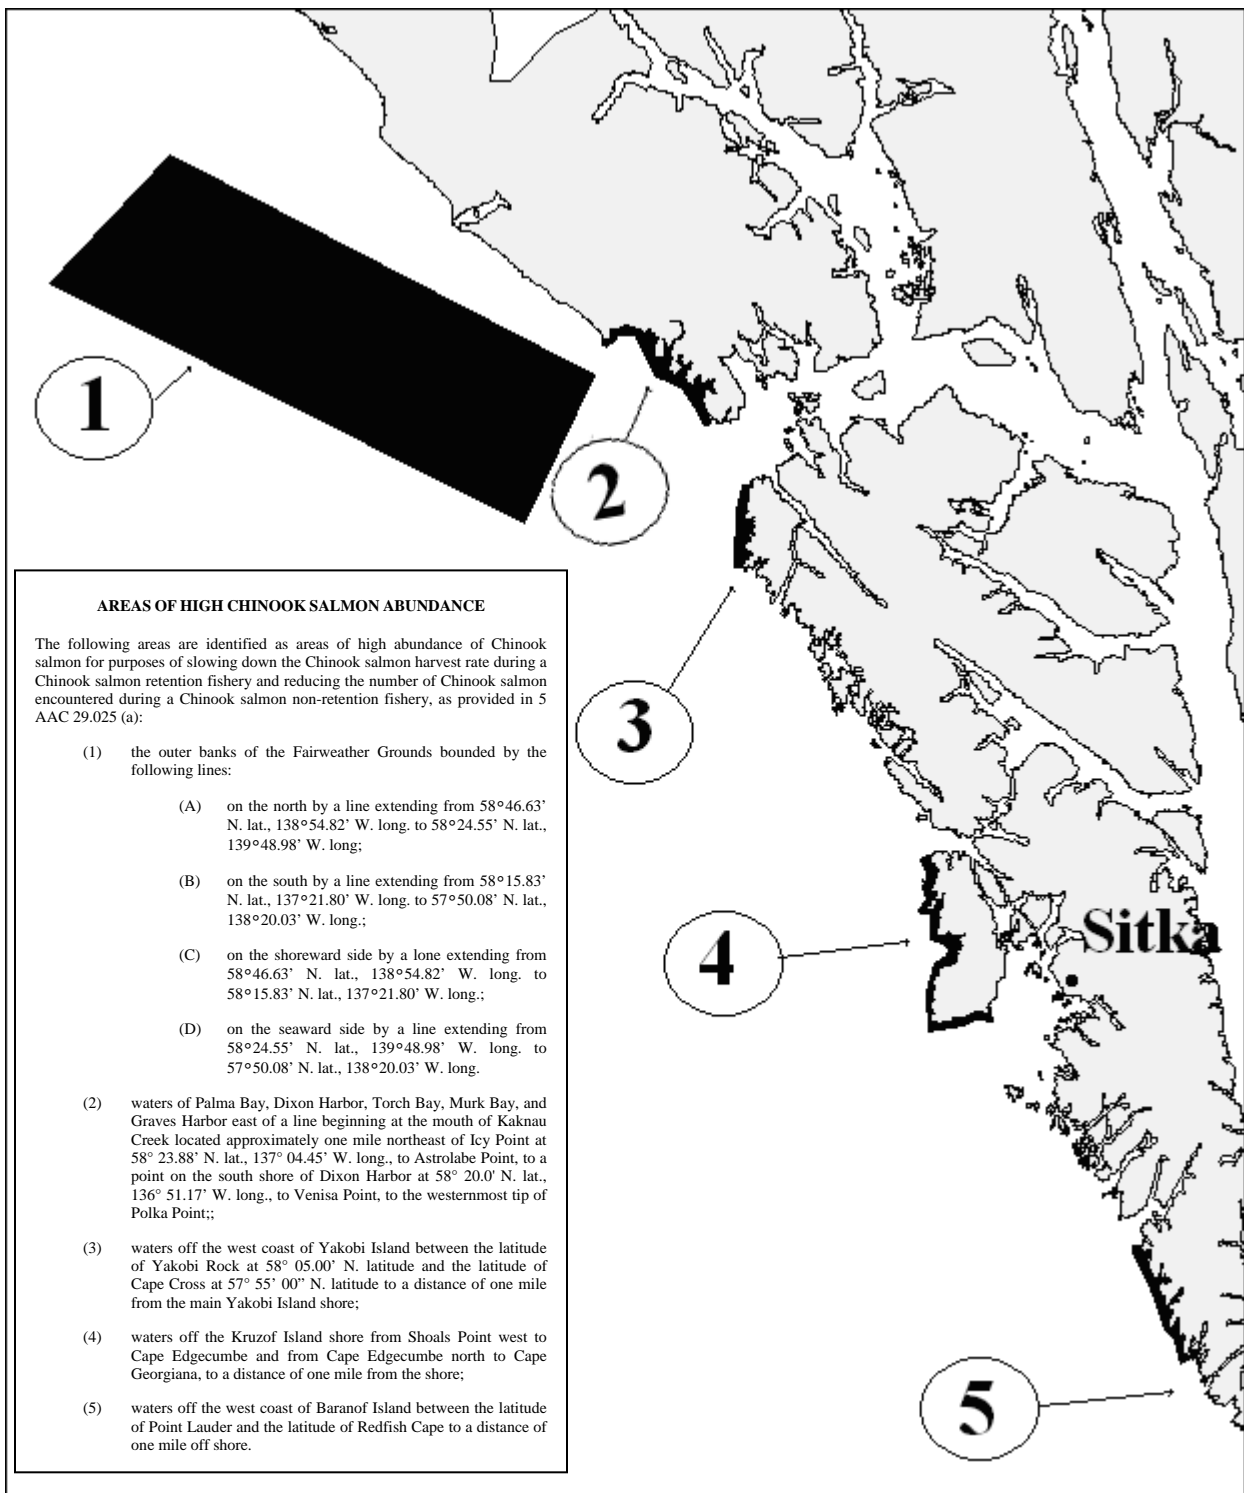 1
2
3
4
Sitka
5
AREAS OF HIGH CHINOOK SALMON ABUNDANCE
The following areas are identified as areas of high abundance of Chinook
salmon for purposes of slowing down the Chinook salmon harvest rate during a
Chinook salmon retention fishery and reducing the number of Chinook salmon
encountered during a Chinook salmon non-retention fishery, as provided in 5
AAC 29.025 (a):
(1) the outer banks of the Fairweather Grounds bounded by the
following lines:
(A) on the north by a line extending from 58°46.63’
N. lat., 138°54.82’ W. long. to 58°24.55’ N. lat.,
139°48.98’ W. long;
(B) on the south by a line extending from 58°15.83’
N. lat., 137°21.80’ W. long. to 57°50.08’ N. lat.,
138°20.03’ W. long.;
(C) on the shoreward side by a lone extending from
58°46.63’ N. lat., 138°54.82’ W. long. to
58°15.83’ N. lat., 137°21.80’ W. long.;
(D) on the seaward side by a line extending from
58°24.55’ N. lat., 139°48.98’ W. long. to
57°50.08’ N. lat., 138°20.03’ W. long.
(2) waters of Palma Bay, Dixon Harbor, Torch Bay, Murk Bay, and
Graves Harbor east of a line beginning at the mouth of Kaknau
Creek located approximately one mile northeast of Icy Point at
58° 23.88’ N. lat., 137° 04.45’ W. long., to Astrolabe Point, to a
point on the south shore of Dixon Harbor at 58° 20.0' N. lat.,
136° 51.17’ W. long., to Venisa Point, to the westernmost tip of
Polka Point;;
(3) waters off the west coast of Yakobi Island between the latitude
of Yakobi Rock at 58° 05.00’ N. latitude and the latitude of
Cape Cross at 57° 55’ 00” N. latitude to a distance of one mile
from the main Yakobi Island shore;
(4) waters off the Kruzof Island shore from Shoals Point west to
Cape Edgecumbe and from Cape Edgecumbe north to Cape
Georgiana, to a distance of one mile from the shore;
(5) waters off the west coast of Baranof Island between the latitude
of Point Lauder and the latitude of Redfish Cape to a distance of
one mile off shore.